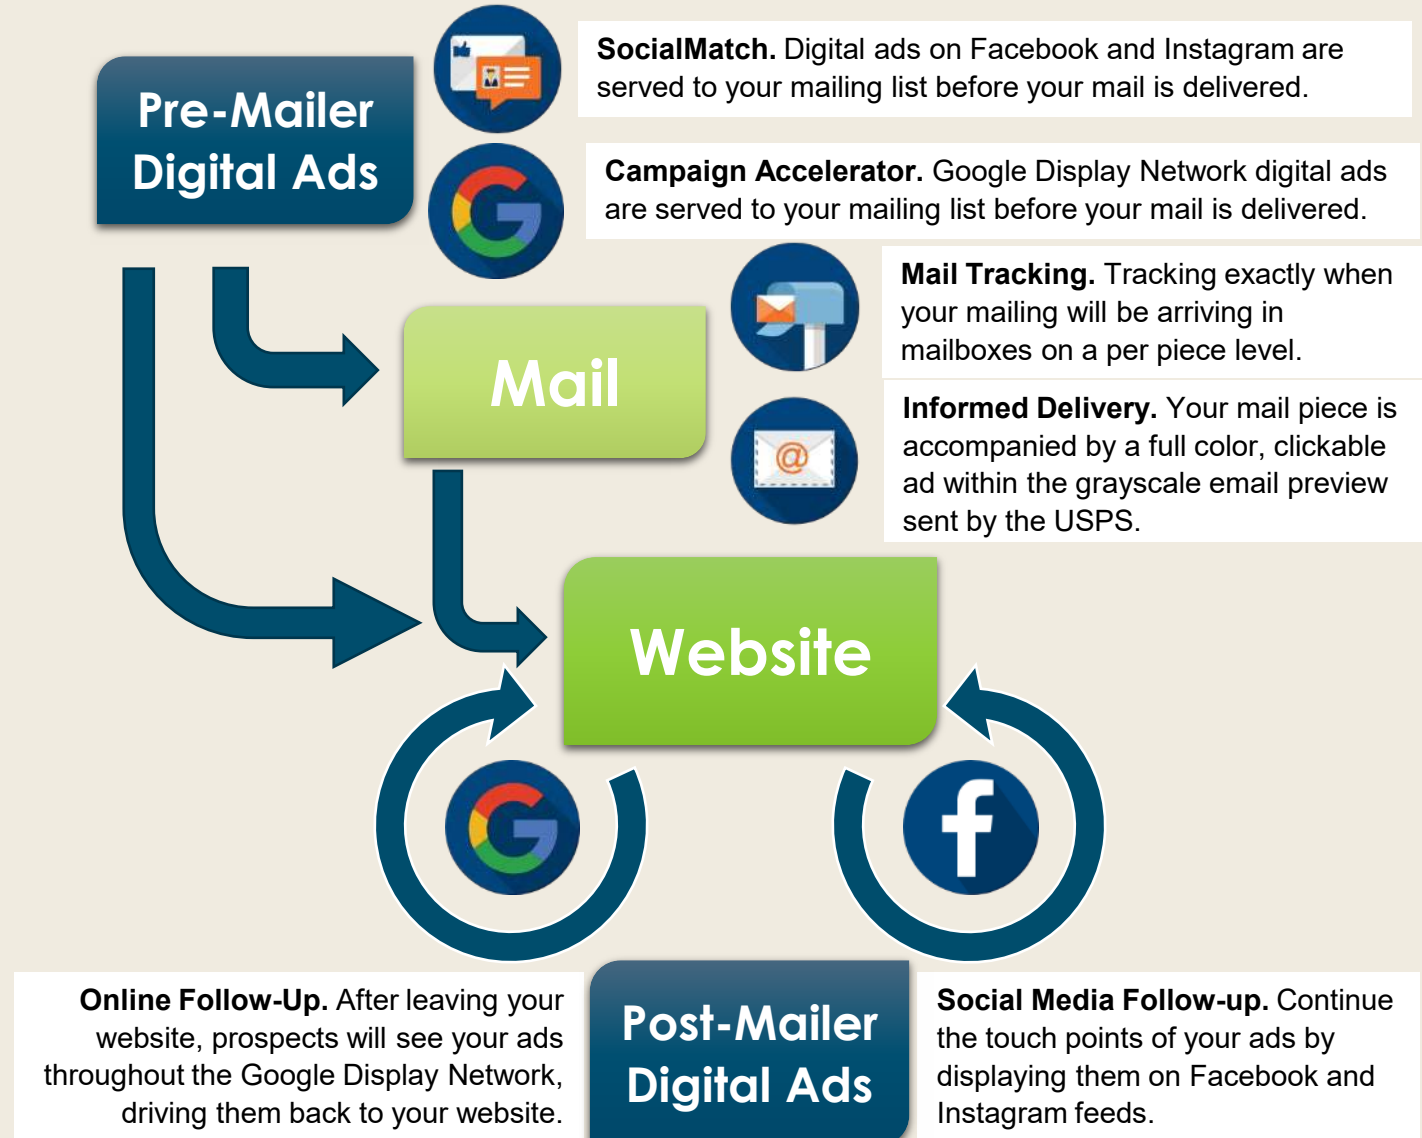 Pre-Mailer
Digital Ads
SocialMatch. Digital ads on Facebook and Instagram are
served to your mailing list before your mail is delivered.
Campaign Accelerator. Google Display Network digital ads
are served to your mailing list before your mail is delivered.
Mail
Mail Tracking. Tracking exactly when
your mailing will be arriving in
mailboxes on a per piece level.
@
Informed Delivery. Your mail piece is
accompanied by a full color, clickable
ad within the grayscale email preview
sent by the USPS.
Website
G
f
Online Follow-Up. After leaving your
website, prospects will see your ads
throughout the Google Display Network,
driving them back to your website.
Post-Mailer
Digital Ads
Social Media Follow-up. Continue
the touch points of your ads by
displaying them on Facebook and
Instagram feeds.